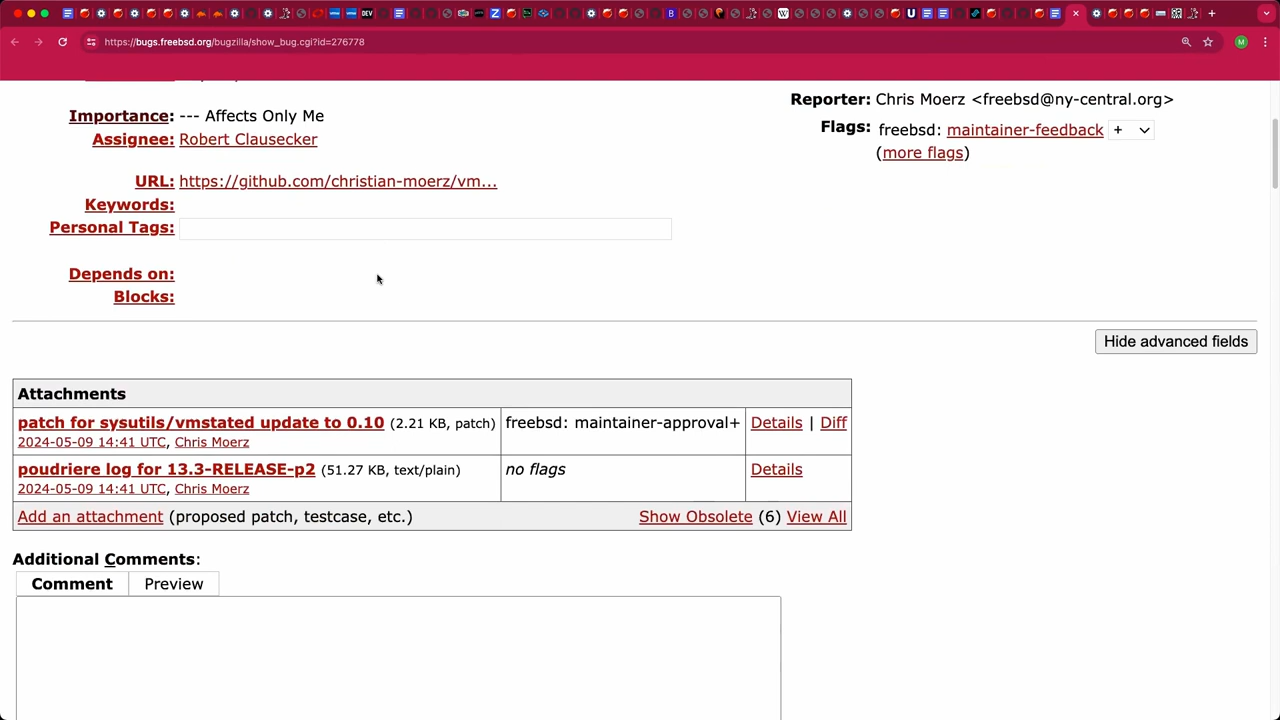 https://bugs.freebsd.org/bugzilla/show_bug.cgi?id=276778
M
Importance: --- Affects Only Me
Assignee: Robert Clausecker
URL: https://github.com/christian-moerz/vm...
Keywords:
Personal Tags:
Depends on:
Blocks:
Reporter: Chris Moerz <freebsd@ny-central.org>
Flags: freebsd: maintainer-feedback +
(more flags)
Hide advanced fields
Attachments
patch for sysutils/vmstated update to 0.10 (2.21 KB, patch) freebsd: maintainer-approval+ Details | Diff
2024-05-09 14:41 UTC, Chris Moerz
poudriere log for 13.3-RELEASE-p2 (51.27 KB, text/plain) no flags Details
2024-05-09 14:41 UTC, Chris Moerz
Add an attachment (proposed patch, testcase, etc.) Show Obsolete (6) View All
Additional Comments:
Comment Preview